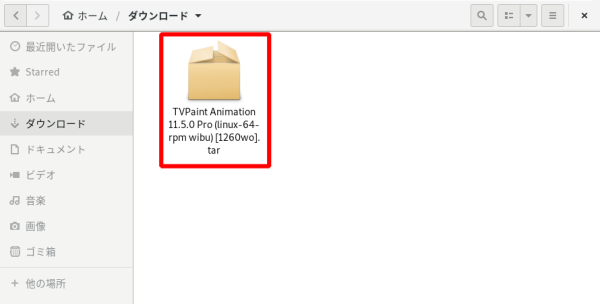 ホーム / ダウンロード
最近開いたファイル
Starred
ホーム
ダウンロード
ドキュメント
ビデオ
音楽
画像
ゴミ箱
+ 他の場所
TVPaint Animation
11.5.0 Pro (linux-64-
rpm wibu) [1260wo].
tar